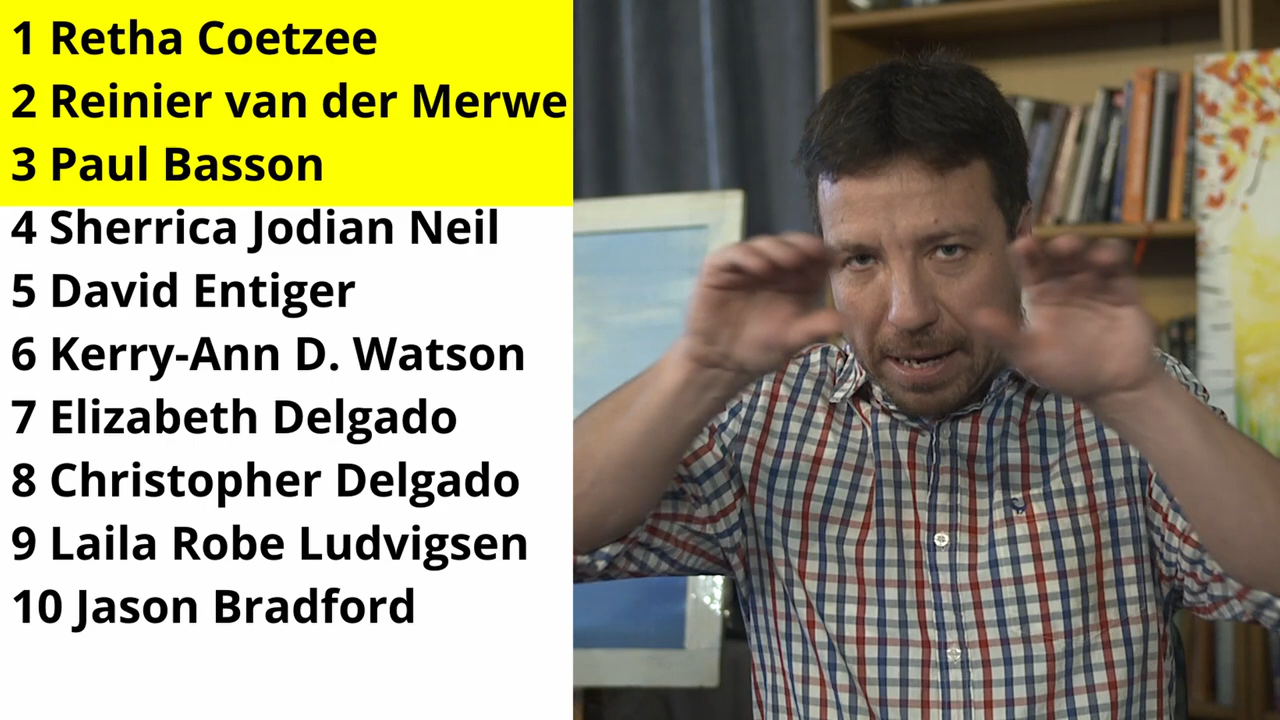 1 Retha Coetzee
2 Reinier van der Merwe
3 Paul Basson
4 Sherrica Jodian Neil
5 David Entiger
6 Kerry-Ann D. Watson
7 Elizabeth Delgado
8 Christopher Delgado
9 Laila Robe Ludvigsen
10 Jason Bradford